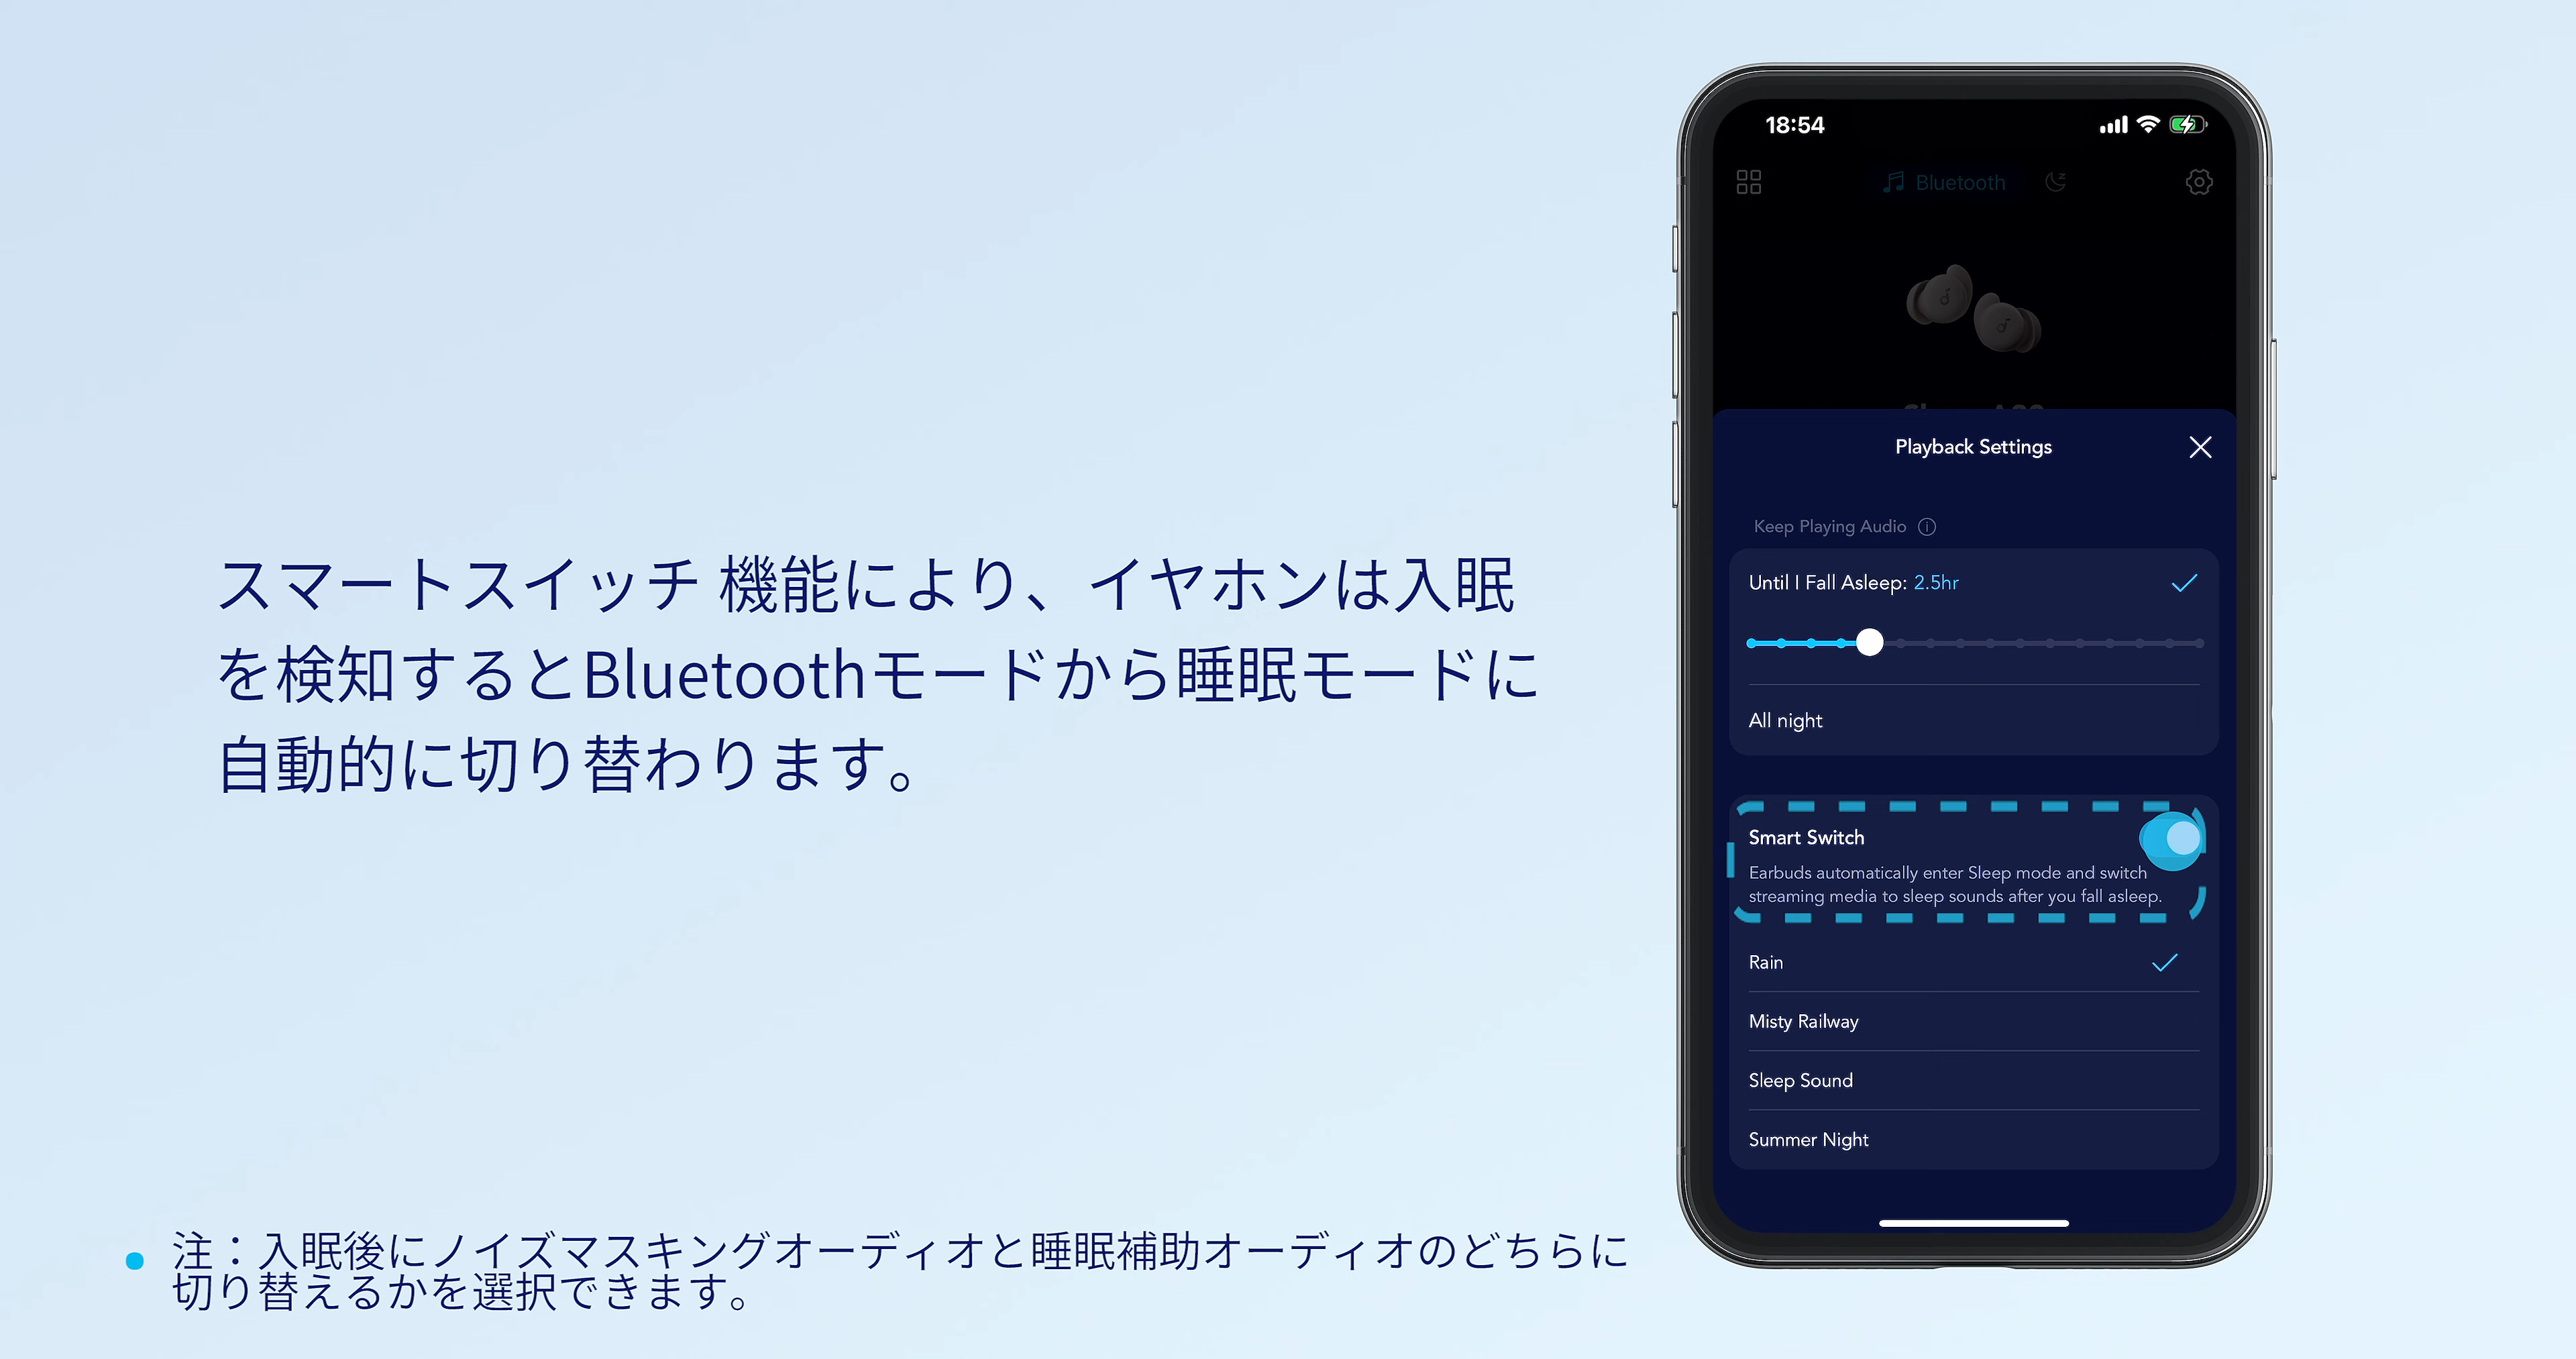 スマートスイッチ 機能により、イヤホンは入眠
を検知するとBluetoothモードから睡眠モードに
自動的に切り替わります。
注：入眠後にノイズマスキングオーディオと睡眠補助オーディオのどちらに
切り替えるかを選択できます。
18:54
Bluetooth
Playback Settings
Keep Playing Audio
Until I Fall Asleep: 2.5hr
All night
Smart Switch
Earbuds automatically enter Sleep mode and switch
streaming media to sleep sounds after you fall asleep.
Rain
Misty Railway
Sleep Sound
Summer Night